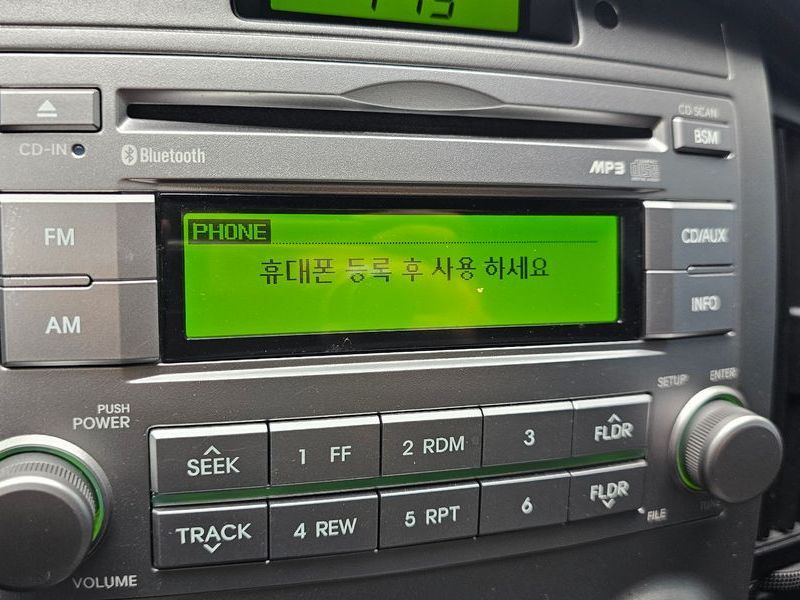 CD-IN
Bluetooth
CD-SCAN
BSM
MP3
FM
AM
PHONE
휴대폰 등록 후 사용 하세요
CD/AUX
INFO
PUSH
POWER
VOLUME
SETUP
ENTER
SEEK
1 FF
2 RDM
3
FLDR
TRACK
4 REW
5 RPT
6
FLDR
FILE